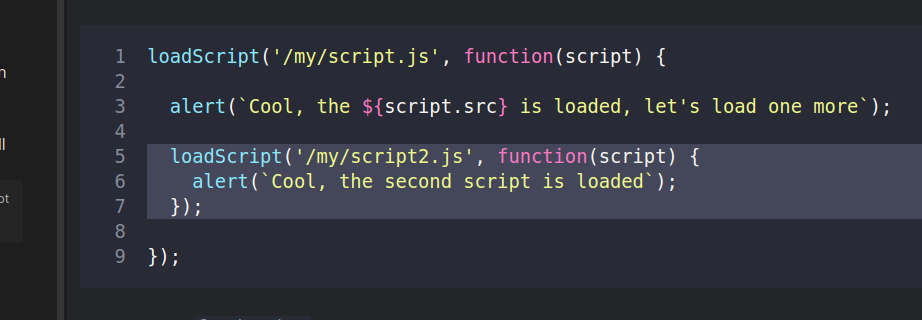 1 loadScript('/my/script.js', function(script) {
2
3   alert(`Cool, the ${script.src} is loaded, let's load one more`);
4
5   loadScript('/my/script2.js', function(script) {
6     alert(`Cool, the second script is loaded`);
7   });
8
9 });